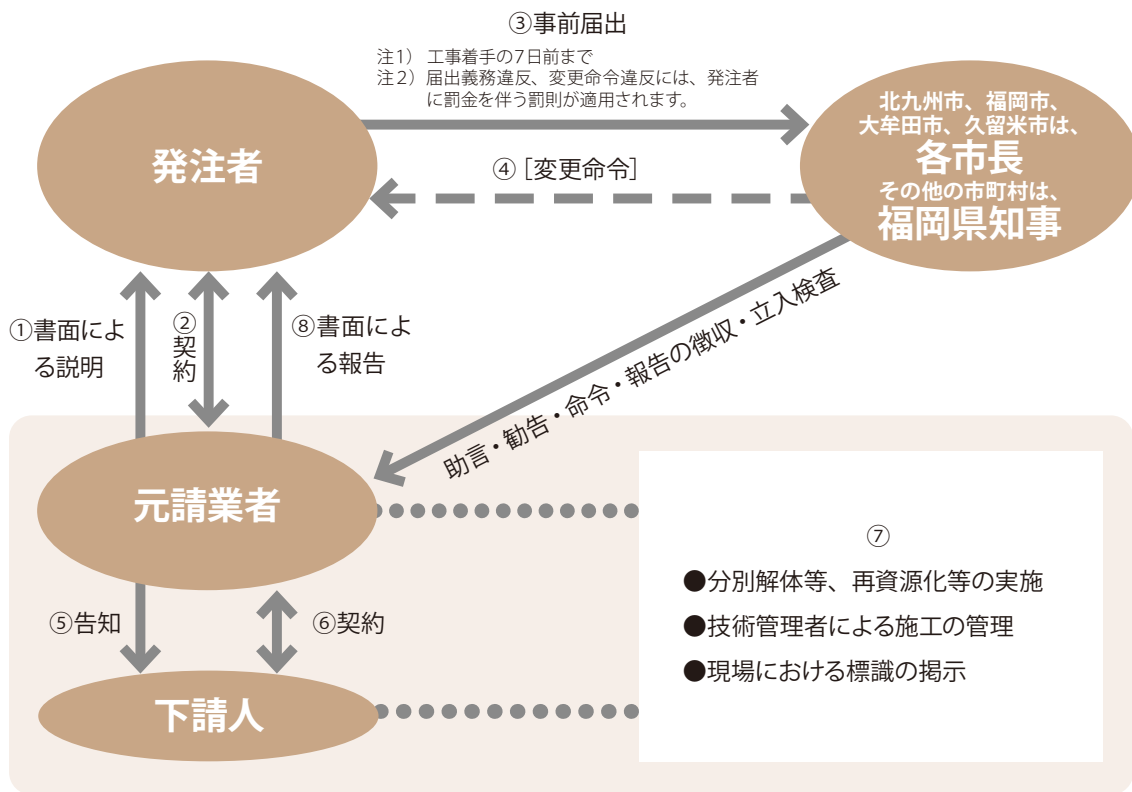 ③事前届出
注1） 工事着手の7日前まで
注2）届出義務違反、変更命令違反には、発注者
に罰金を伴う罰則が適用されます。
発注者
④［変更命令］
北九州市、福岡市、
大牟田市、久留米市は、
各市長
その他の市町村は、
福岡県知事
①書面によ
る説明
②契約
⑧書面によ
る報告
助言・勧告・命令・報告の徴収・立入検査
元請業者
⑤告知
⑥契約
下請人
⑦
●分別解体等、再資源化等の実施
●技術管理者による施工の管理
●現場における標識の掲示